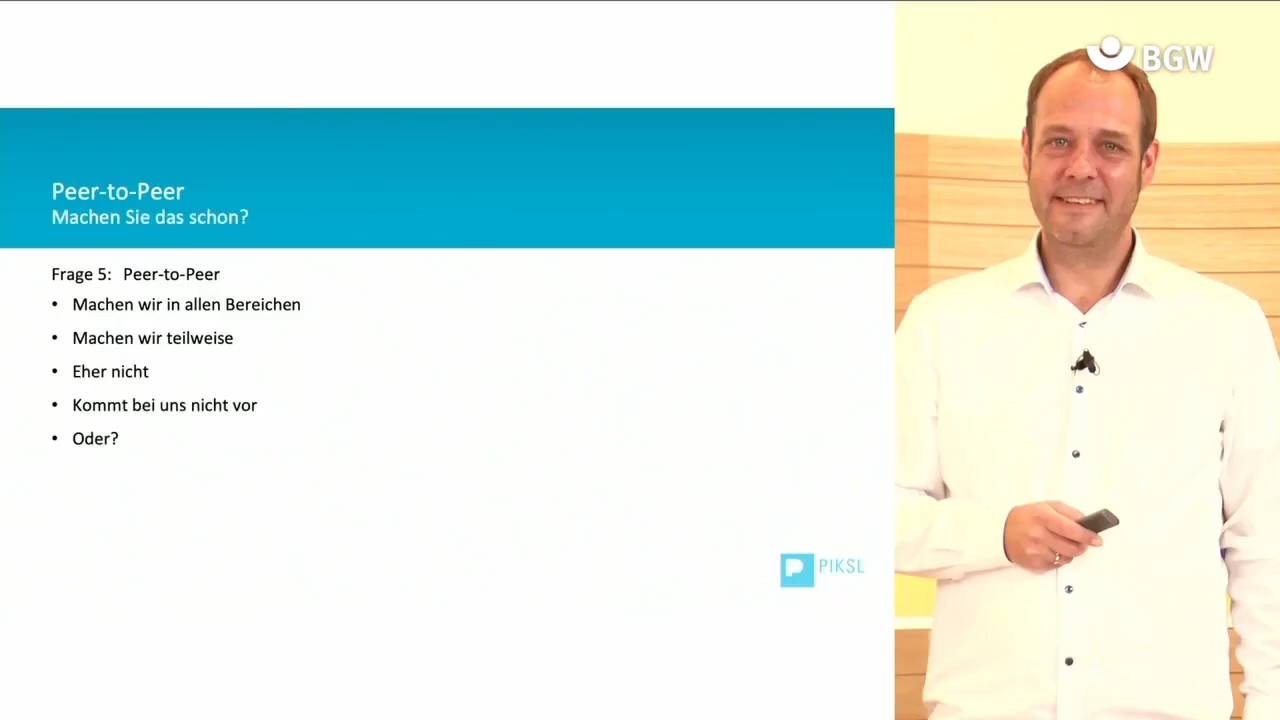 BGW
Peer-to-Peer
Machen Sie das schon?
Frage 5: Peer-to-Peer
• Machen wir in allen Bereichen
• Machen wir teilweise
• Eher nicht
• Kommt bei uns nicht vor
• Oder?
PIKSL